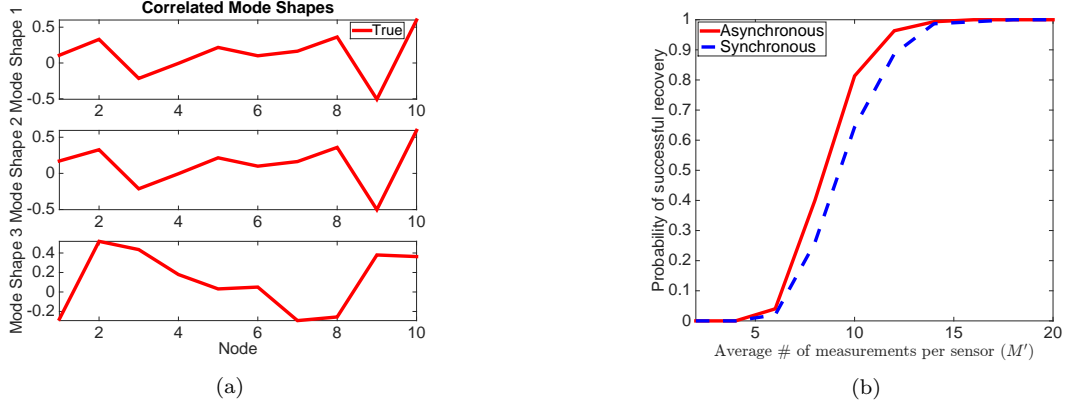 Correlated Mode Shapes
Mode Shape 1
0.5
0
-0.5
True
2 4 6 8 10
Mode Shape 2
0.5
0
-0.5
2 4 6 8 10
Mode Shape 3
0.4
0.2
0
-0.2
2 4 6 8 10
Node
(a)
Probability of successful recovery
1
0.9
0.8
0.7
0.6
0.5
0.4
0.3
0.2
0.1
0
Asynchronous
Synchronous
5 10 15 20
Average # of measurements per sensor (M′)
(b)